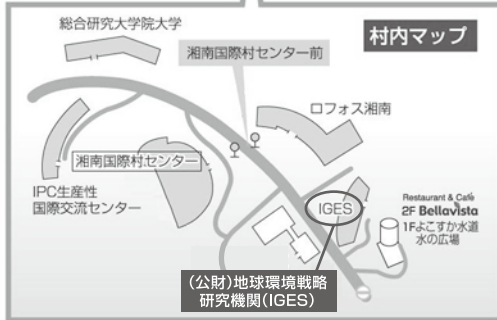 総合研究大学院大学
村内マップ
湘南国際村センター前
ロフォス湘南
湘南国際村センター
IPC生産性
国際交流センター
IGES
Restaurant & Café
2F Bellavista
1Fよこすか水道
水の広場
(公財)地球環境戦略
研究機関(IGES)